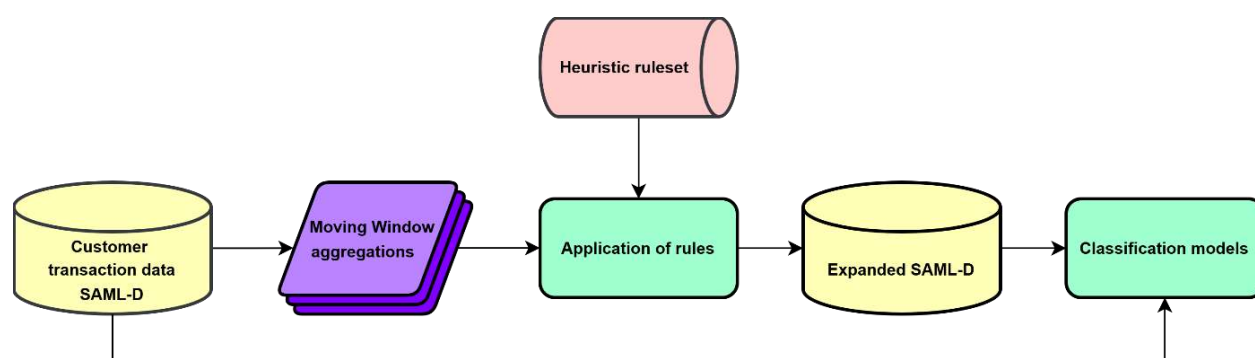 Heuristic ruleset
Customer
transaction data
SAML-D
Moving Window
aggregations
Application of rules
Expanded SAML-D
Classification models